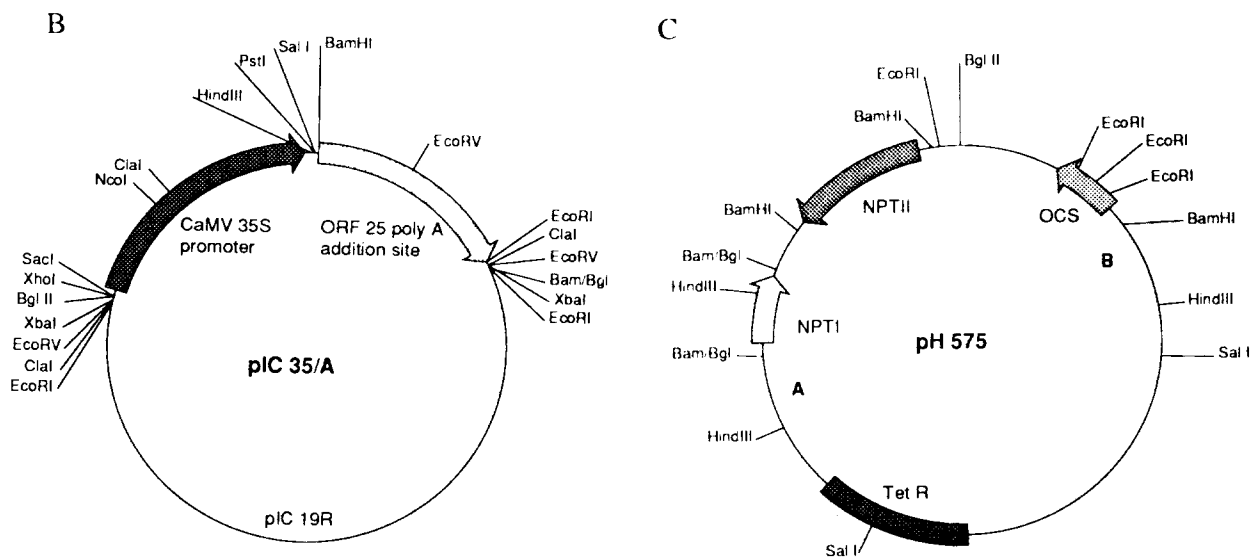 B
C
Sal I
BamHI
PstI
HindIII
EcoRV
ClaI
NcoI
CaMV 35S
promoter
ORF 25 poly A
addition site
EcoRI
ClaI
EcoRV
Bam/Bgl
XbaI
EcoRI
SacI
XhoI
Bgl II
XbaI
EcoRV
ClaI
EcoRI
pIC 35/A
pIC 19R
Bgl II
EcoRI
BamHI
EcoRI
EcoRI
EcoRI
NPTII
OCS
BamHI
BamHI
B
Bam/Bgl
HindIII
HindIII
NPTI
pH 575
Sal I
Bam/Bgl
A
HindIII
Tet R
Sal I